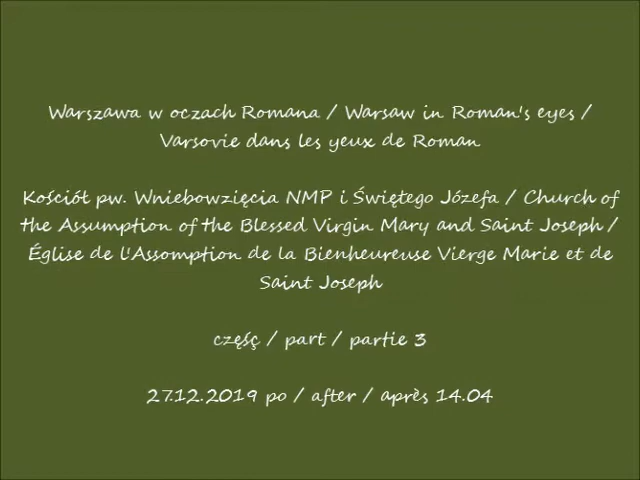 Warszawa w oczach Romana / Warsaw in Roman's eyes /
Varsovie dans les yeux de Roman
Kościół pw. Wniebowzięcia NMP i Świętego Józefa / Church of
the Assumption of the Blessed Virgin Mary and Saint Joseph /
Église de l'Assomption de la Bienheureuse Vierge Marie et de
Saint Joseph
częśç / part / partie 3
27.12.2019 po / after / après 14.04